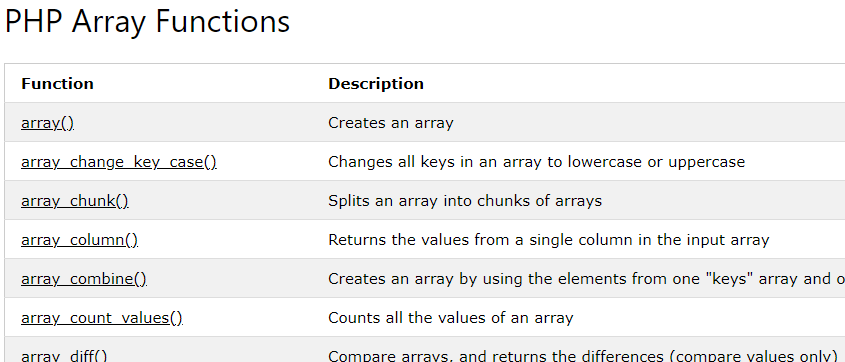 PHP Array Functions
Function Description
array() Creates an array
array_change_key_case() Changes all keys in an array to lowercase or uppercase
array_chunk() Splits an array into chunks of arrays
array_column() Returns the values from a single column in the input array
array_combine() Creates an array by using the elements from one "keys" array and o
array_count_values() Counts all the values of an array
array_diff() Compare arrays, and returns the differences (compare values only)